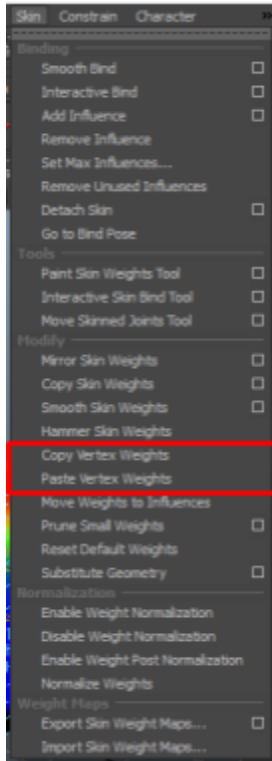 Skin Constrain Character »
Binding
Smooth Bind
Interactive Bind
Add Influence
Remove Influence
Set Max Influences...
Remove Unused Influences
Detach Skin
Go to Bind Pose
Tools
Paint Skin Weights Tool
Interactive Skin Bind Tool
Move Skinned Joints Tool
Modify
Mirror Skin Weights
Copy Skin Weights
Smooth Skin Weights
Hammer Skin Weights
Copy Vertex Weights
Paste Vertex Weights
Move Weights to Influences
Prune Small Weights
Reset Default Weights
Substitute Geometry
Normalization
Enable Weight Normalization
Disable Weight Normalization
Enable Weight Post Normalization
Normalize Weights
Weight Maps
Export Skin Weight Maps...
Import Skin Weight Maps...